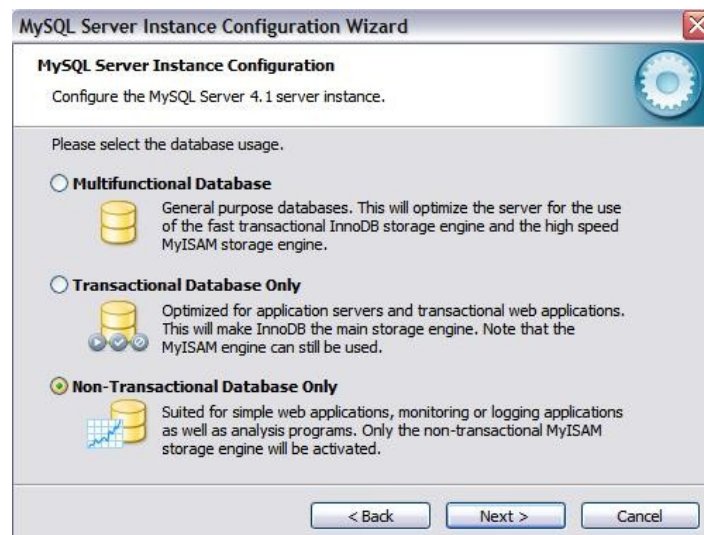 MySQL Server Instance Configuration Wizard
MySQL Server Instance Configuration
Configure the MySQL Server 4.1 server instance.
Please select the database usage.
Multifunctional Database
General purpose databases. This will optimize the server for the use
of the fast transactional InnoDB storage engine and the high speed
MyISAM storage engine.
Transactional Database Only
Optimized for application servers and transactional web applications.
This will make InnoDB the main storage engine. Note that the
MyISAM engine can still be used.
Non-Transactional Database Only
Suited for simple web applications, monitoring or logging applications
as well as analysis programs. Only the non-transactional MyISAM
storage engine will be activated.
< Back Next > Cancel